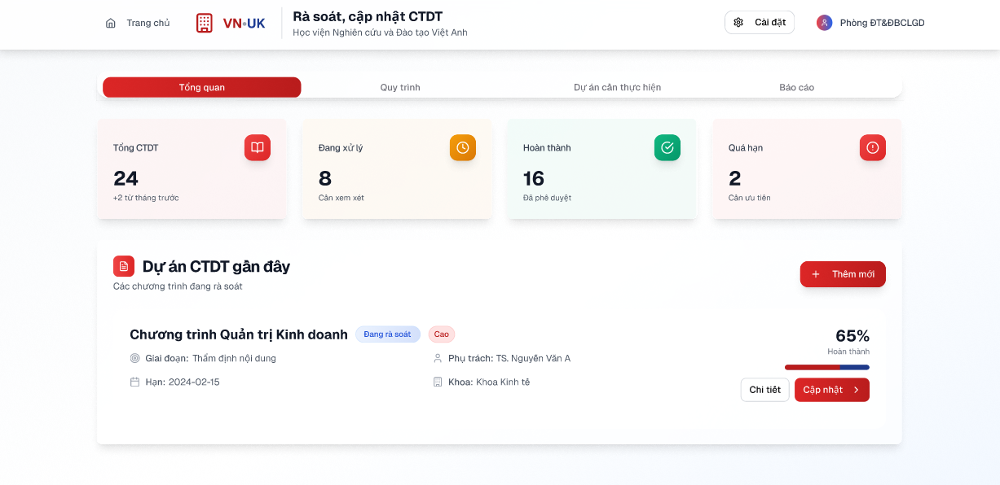 Trang chủ
VN-UK
Rà soát, cập nhật CTDT
Học viện Nghiên cứu và Đào tạo Việt Anh
Cài đặt
Phòng ĐT&ĐBCLGD
Tổng quan
Quy trình
Dự án cần thực hiện
Báo cáo
Tổng CTDT
24
+2 từ tháng trước
Đang xử lý
8
Cần xem xét
Hoàn thành
16
Đã phê duyệt
Quá hạn
2
Cần ưu tiên
Dự án CTDT gần đây
Các chương trình đang rà soát
Thêm mới
Chương trình Quản trị Kinh doanh
Đang rà soát
Cao
Giai đoạn: Thẩm định nội dung
Phụ trách: TS. Nguyễn Văn A
Hạn: 2024-02-15
Khoa: Khoa Kinh tế
65%
Hoàn thành
Chi tiết
Cập nhật